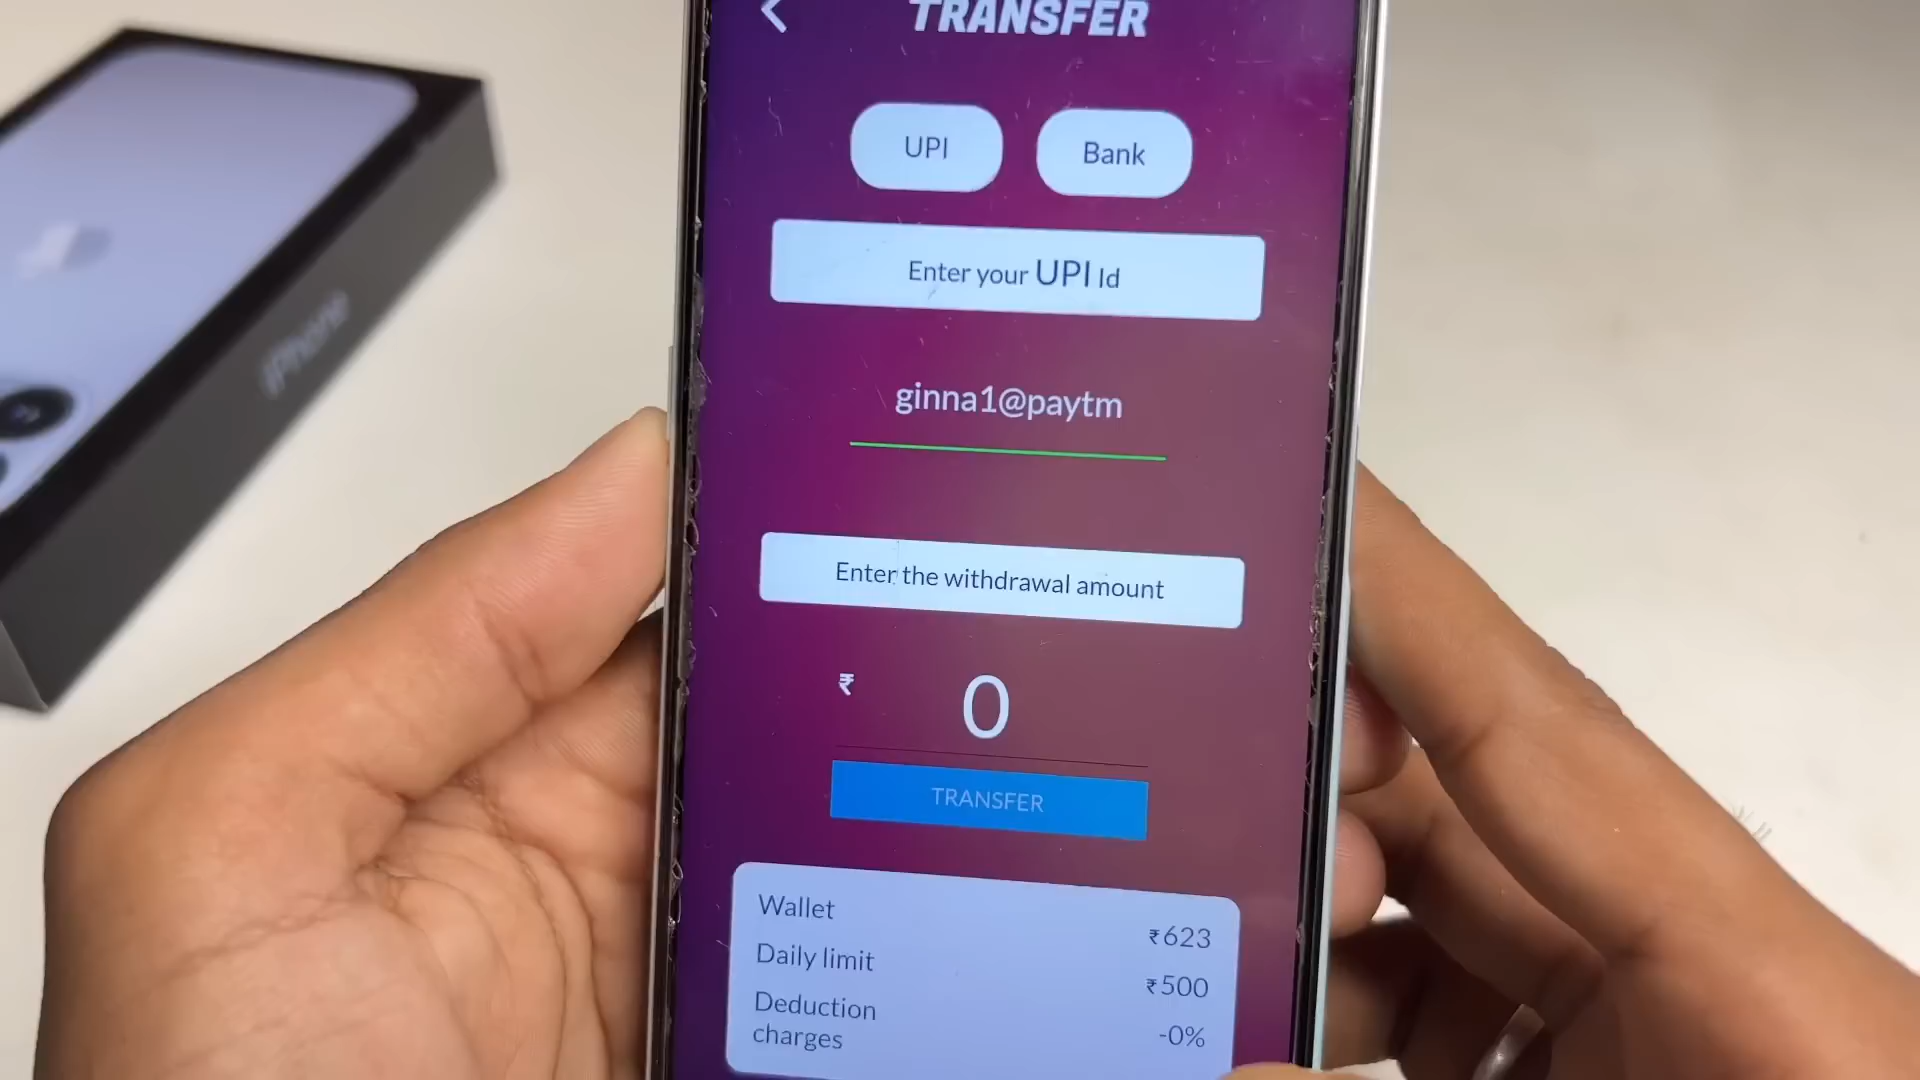 TRANSFER
UPI
Bank
Enter your UPI Id
ginna1@paytm
Enter the withdrawal amount
₹ 0
TRANSFER
Wallet ₹623
Daily limit ₹500
Deduction charges -0%
iPhone